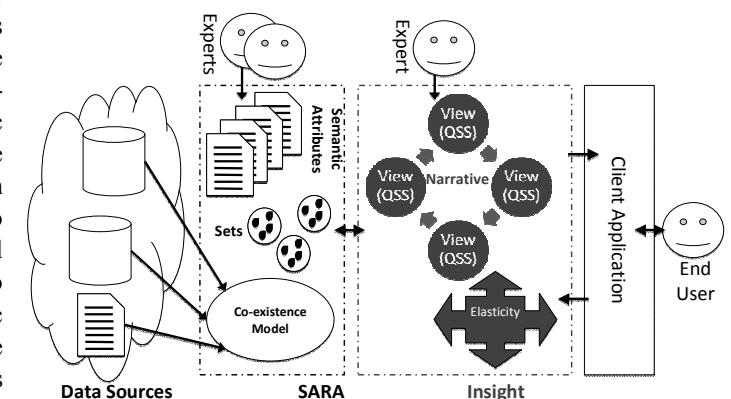 Experts
Expert
Semantic
Attributes
View
(QSS)
View
(QSS)
Narrative
View
(QSS)
View
(QSS)
Sets
Co-existence
Model
Elasticity
Client Application
End
User
Data Sources
SARA
Insight